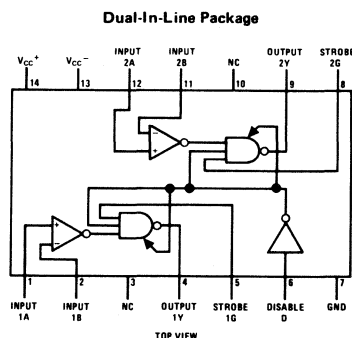 Dual-In-Line Package
VCC+ VCC− INPUT 2A INPUT 2B NC OUTPUT 2Y STROBE 2G
14 13 12 11 10 9 8
− +
+ −
1 2 3 4 5 6 7
INPUT 1A INPUT 1B NC OUTPUT 1Y STROBE 1G DISABLE D GND
TOP VIEW